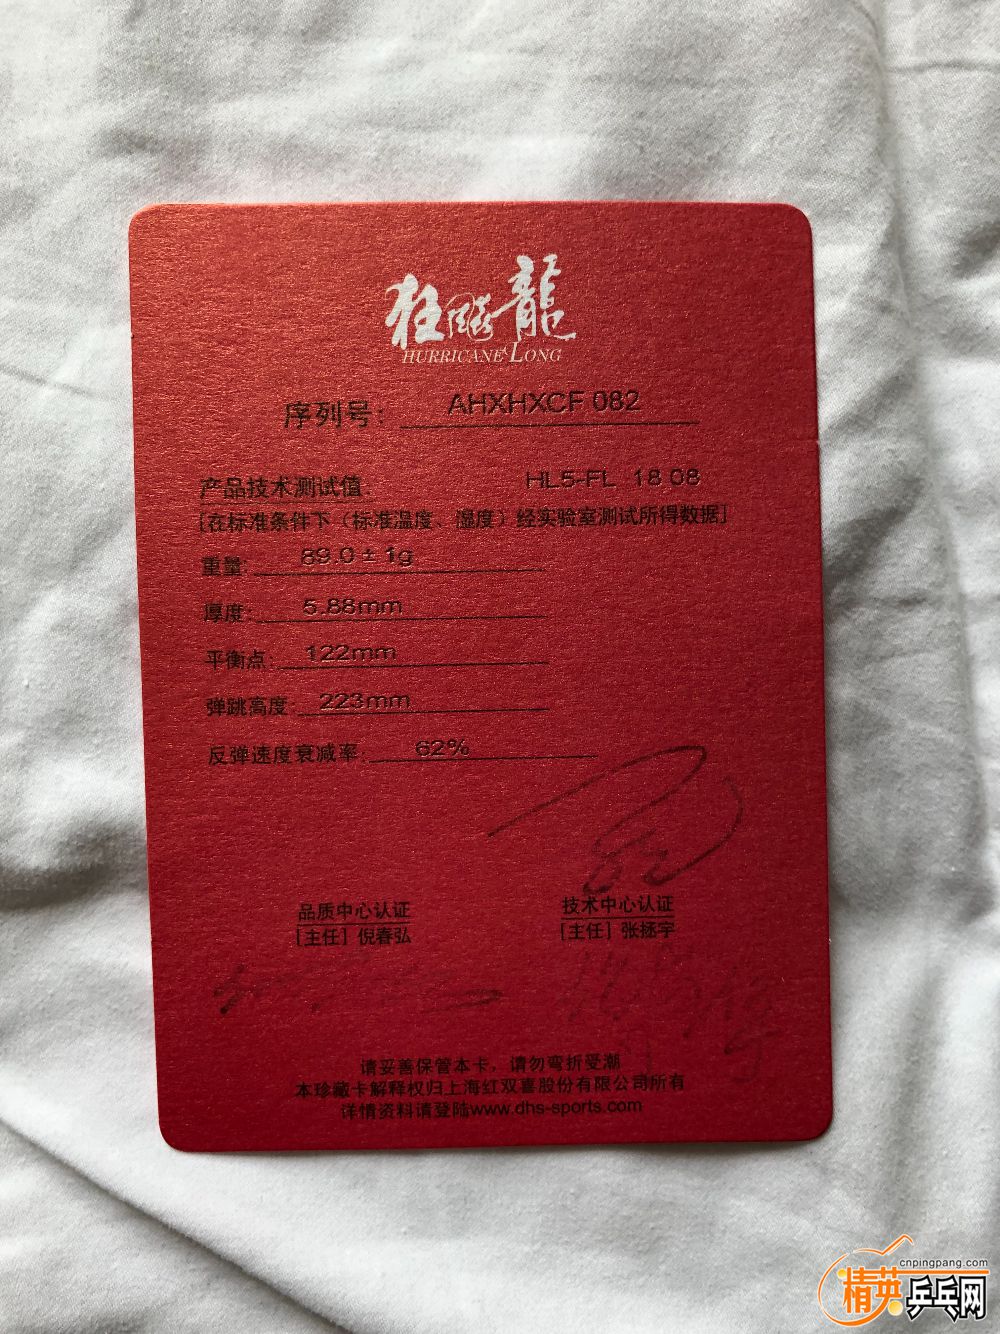 狂飚龍
HURRICANE LONG
序列号: AHXHXCF 082
产品技术测试值: HL5-FL 18 08
[在标准条件下（标准温度、湿度）经实验室测试所得数据]
重量: 89.0 ± 1g
厚度: 5.88mm
平衡点: 122mm
弹跳高度: 223mm
反弹速度衰减率: 62%
品质中心认证 技术中心认证
[主任] 倪春弘 [主任] 张拯宇
请妥善保管本卡，请勿弯折受潮
本珍藏卡解释权归上海红双喜股份有限公司所有
详情资料请登陆www.dhs-sports.com
cnpingpang.com
精英乒乓网